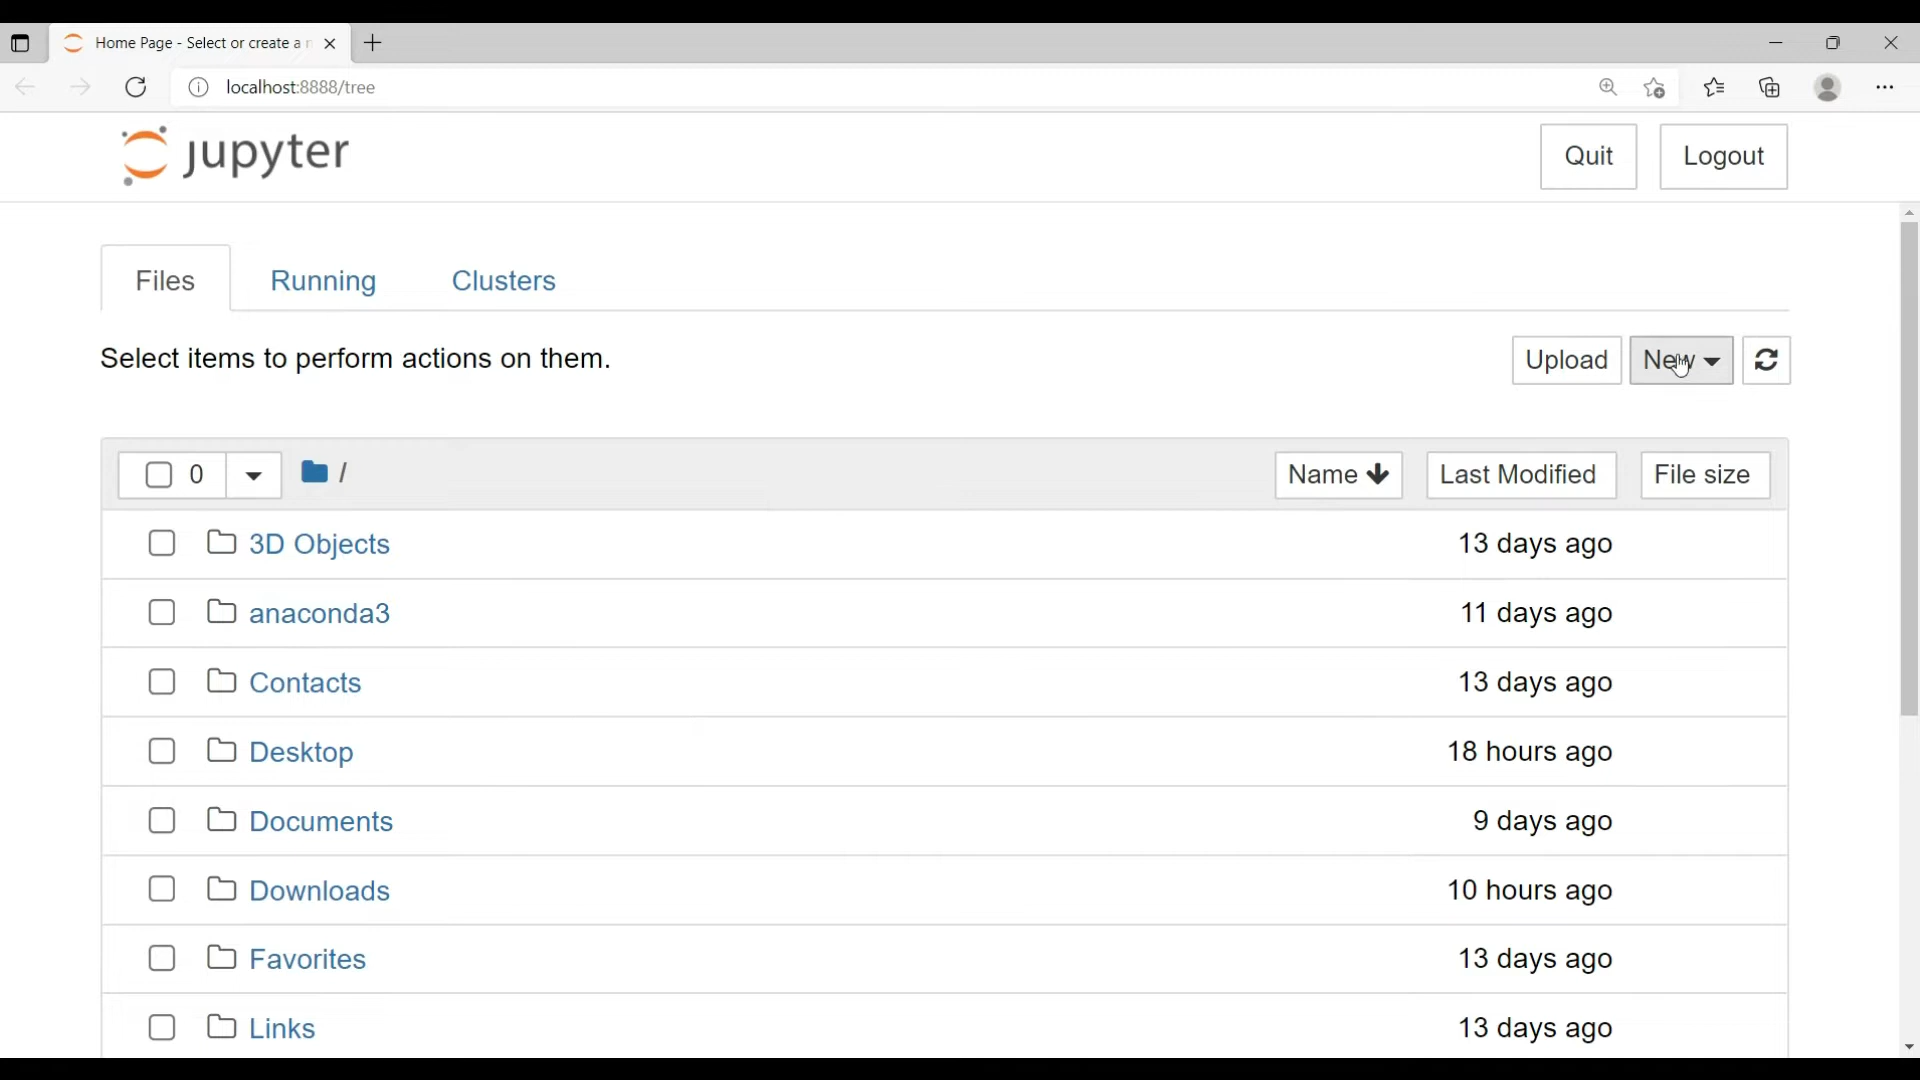 Home Page - Select or create a n
localhost:8888/tree
jupyter
Quit
Logout
Files
Running
Clusters
Select items to perform actions on them.
Upload
New
0
/
Name
Last Modified
File size
3D Objects
13 days ago
anaconda3
11 days ago
Contacts
13 days ago
Desktop
18 hours ago
Documents
9 days ago
Downloads
10 hours ago
Favorites
13 days ago
Links
13 days ago